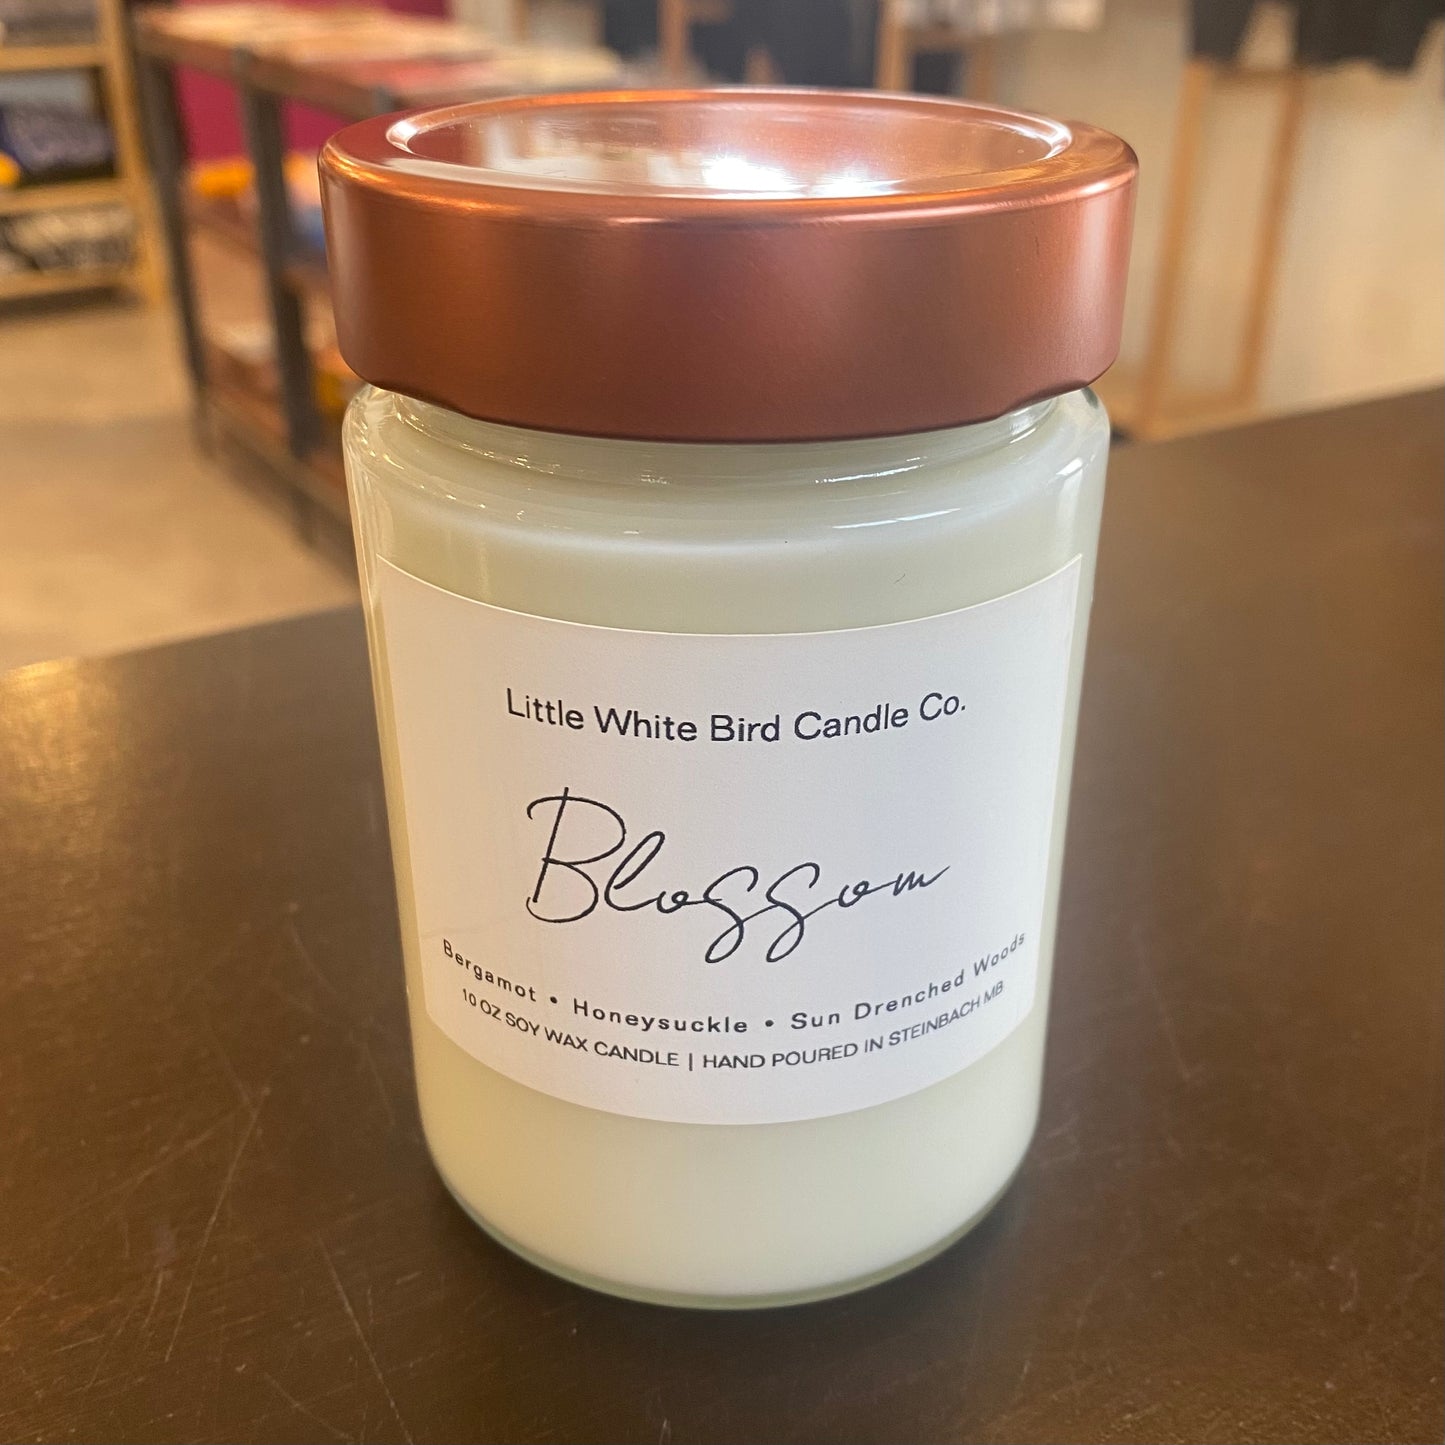 Little White Bird Candle Co.
Blossom
Bergamot • Honeysuckle • Sun Drenched Woods
10 OZ SOY WAX CANDLE | HAND POURED IN STEINBACH MB